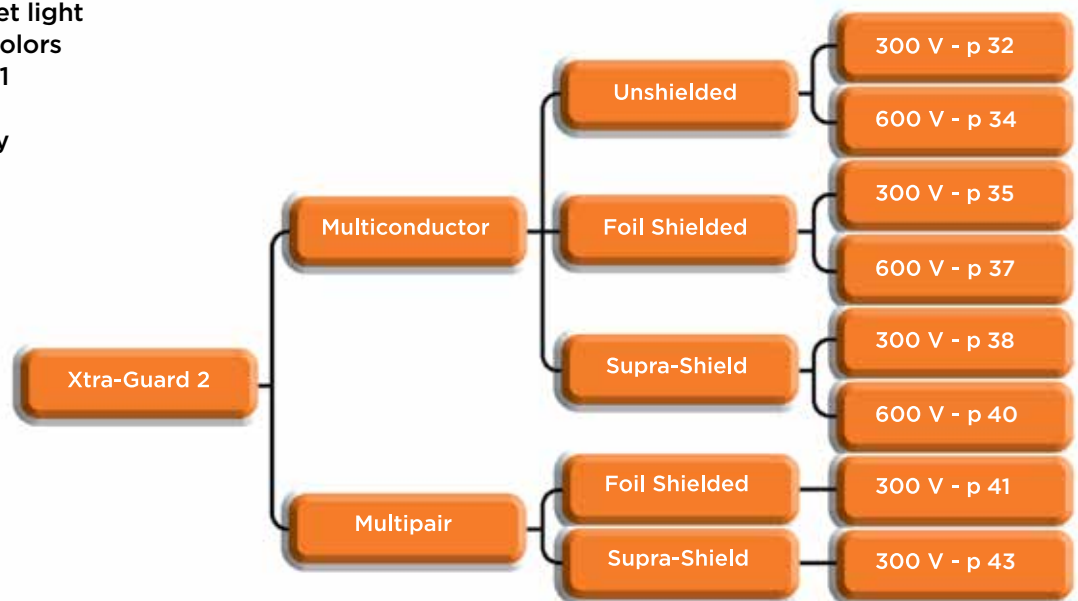 et light
olors
1
y
Xtra-Guard 2
Multiconductor
Unshielded
300 V - p 32
600 V - p 34
Foil Shielded
300 V - p 35
600 V - p 37
Supra-Shield
300 V - p 38
600 V - p 40
Multipair
Foil Shielded
300 V - p 41
Supra-Shield
300 V - p 43